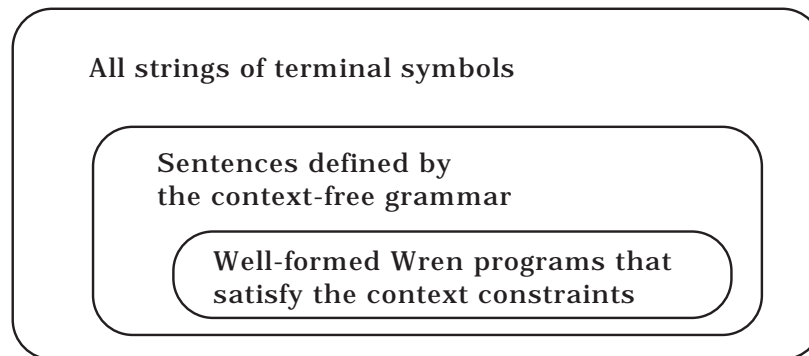 All strings of terminal symbols
Sentences defined by
the context-free grammar
Well-formed Wren programs that
satisfy the context constraints